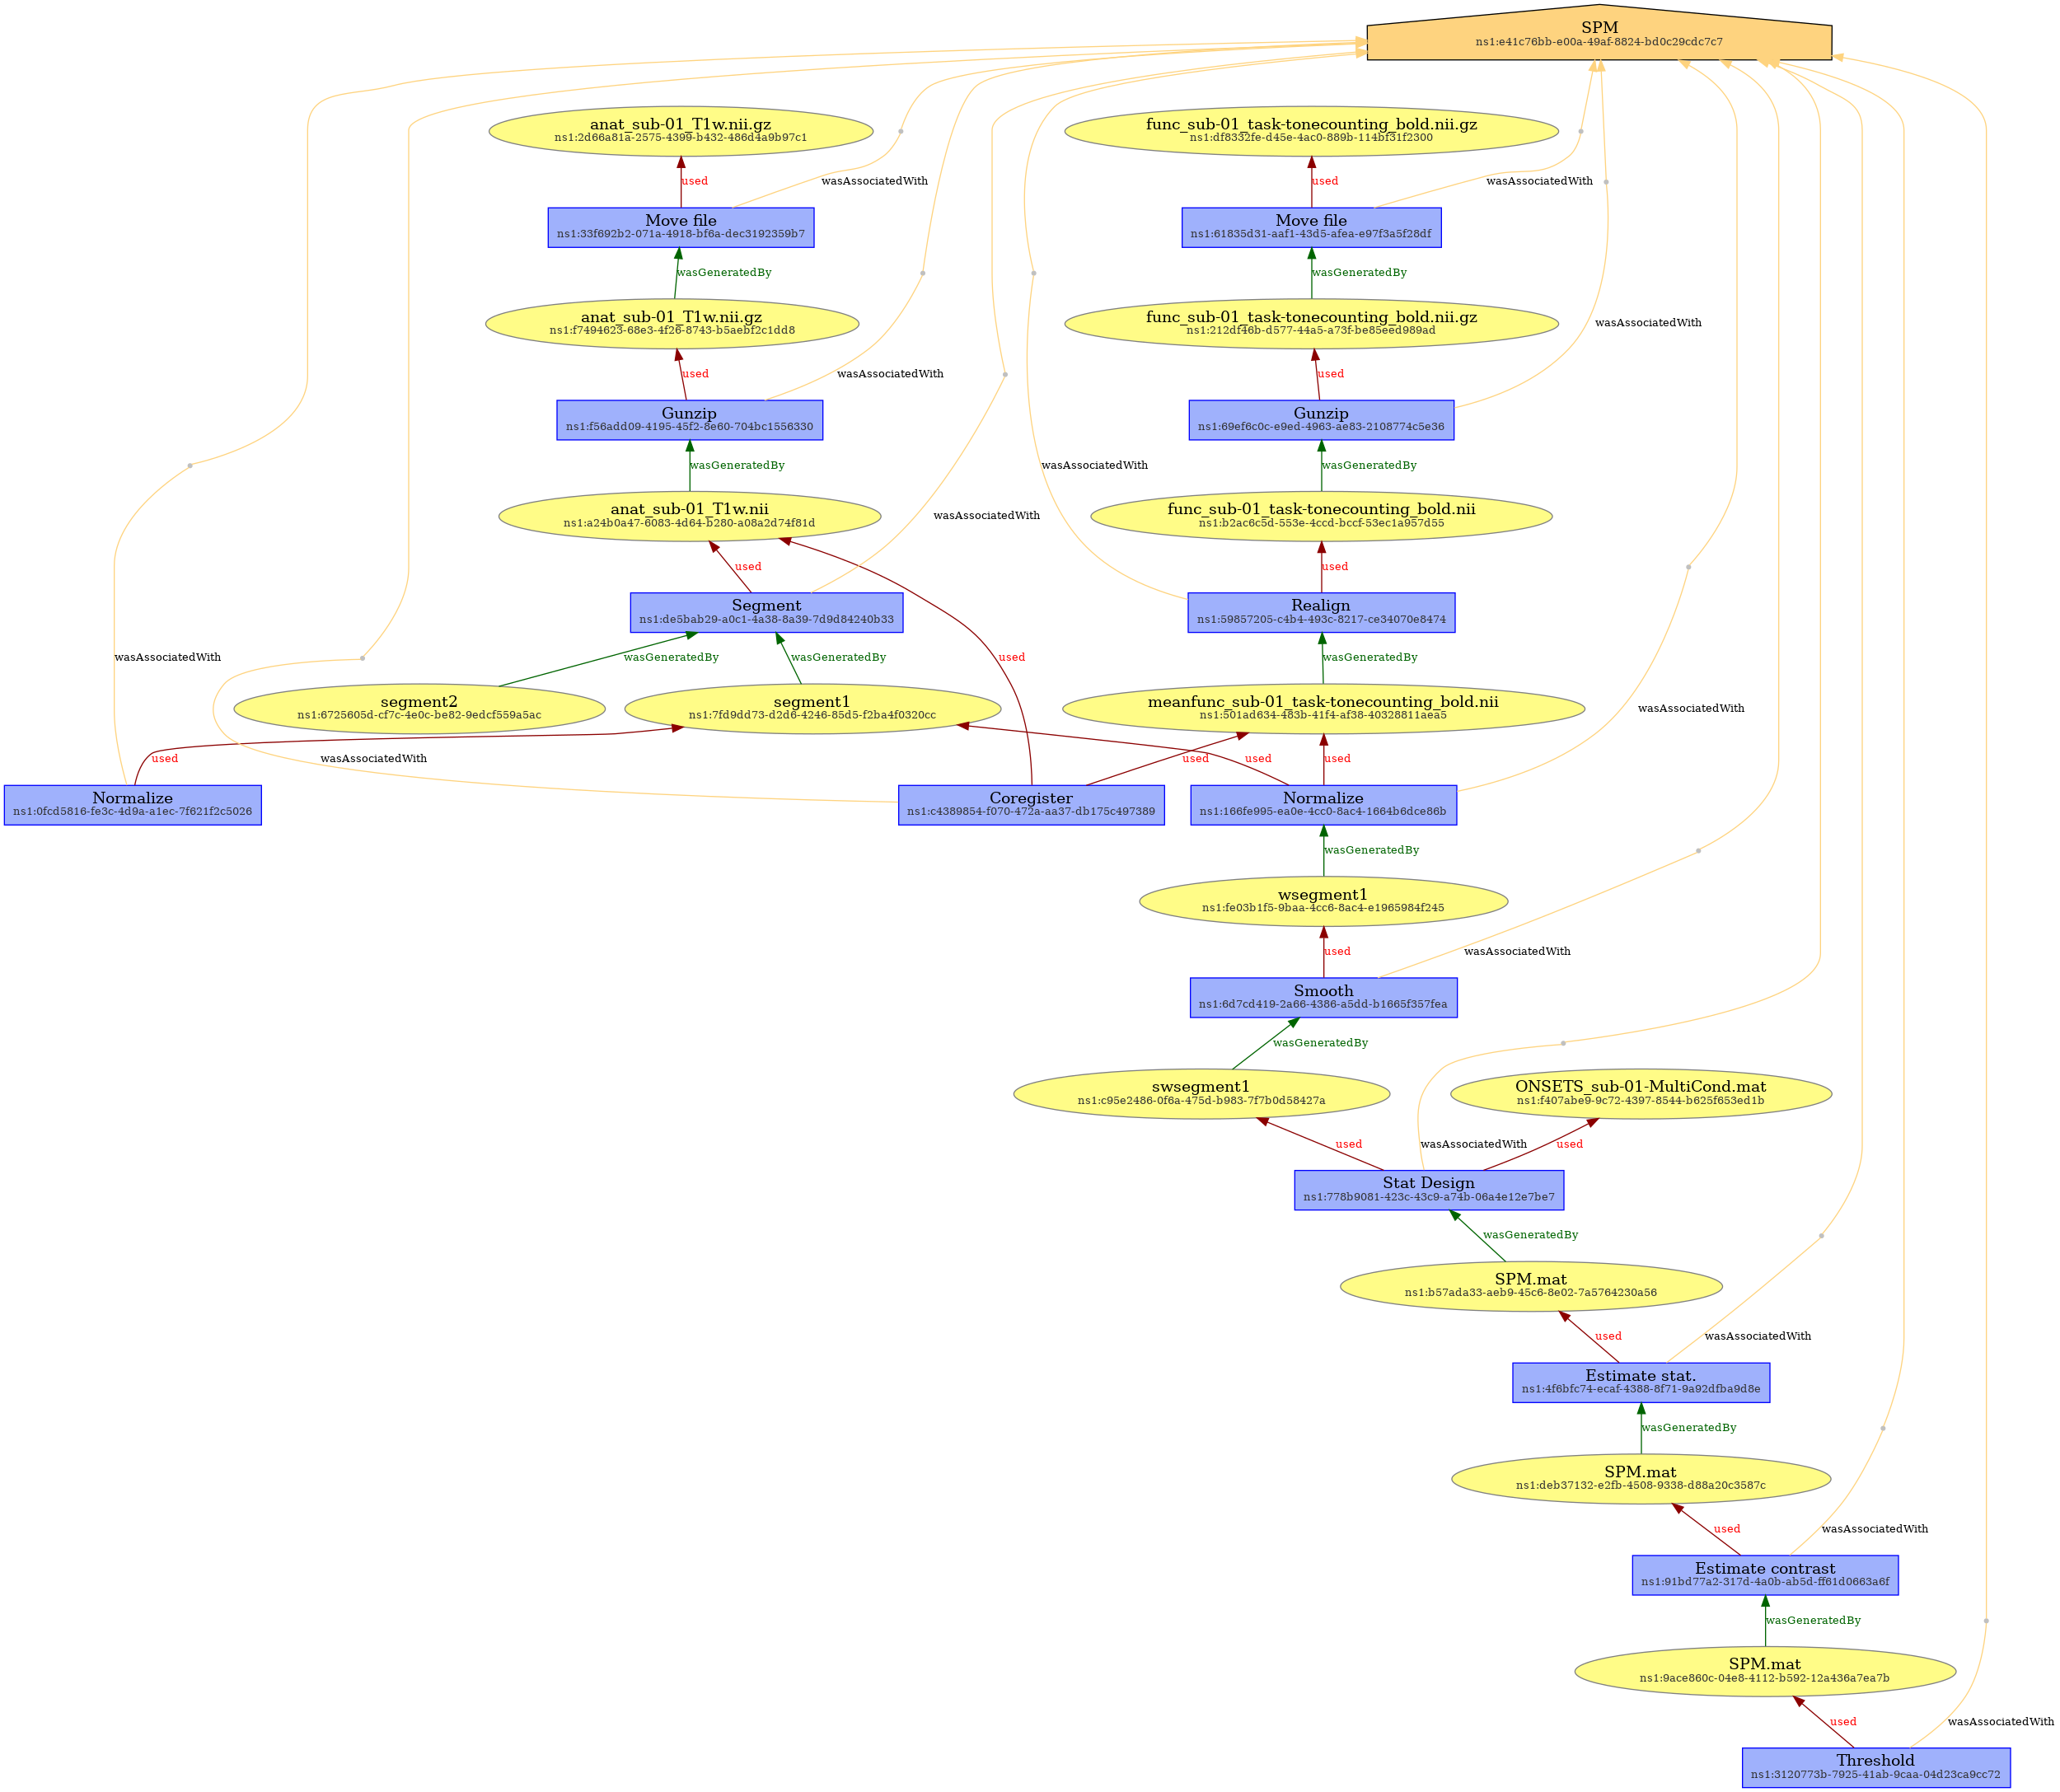 SPM
ns1:e41c76bb-e00a-49af-8824-bd0c29cdc7c7
anat_sub-01_T1w.nii.gz
ns1:2d66a81a-2575-4399-b432-486d4a9b97c1
func_sub-01_task-tonecounting_bold.nii.gz
ns1:df8332fe-d45e-4ac0-889b-114bf31f2300
used
wasAssociatedWith
used
wasAssociatedWith
Move file
ns1:33f692b2-071a-4918-bf6a-dec3192359b7
Move file
ns1:61835d31-aaf1-43d5-afea-e97f3a5f28df
wasGeneratedBy
wasGeneratedBy
anat_sub-01_T1w.nii.gz
ns1:f7494623-68e3-4f26-8743-b5aebf2c1dd8
func_sub-01_task-tonecounting_bold.nii.gz
ns1:212df46b-d577-44a5-a73f-be85eed989ad
wasAssociatedWith
used
wasAssociatedWith
used
Gunzip
ns1:f56add09-4195-45f2-8e60-704bc1556330
Gunzip
ns1:69ef6c0c-e9ed-4963-ae83-2108774c5e36
wasGeneratedBy
wasAssociatedWith
wasGeneratedBy
anat_sub-01_T1w.nii
ns1:a24b0a47-6083-4d64-b280-a08a2d74f81d
wasAssociatedWith
func_sub-01_task-tonecounting_bold.nii
ns1:b2ac6c5d-553e-4ccd-bccf-53ec1a957d55
used
used
Segment
ns1:de5bab29-a0c1-4a38-8a39-7d9d84240b33
Realign
ns1:59857205-c4b4-493c-8217-ce34070e8474
wasAssociatedWith
wasGeneratedBy
wasGeneratedBy
used
wasGeneratedBy
segment2
ns1:6725605d-cf7c-4e0c-be82-9edcf559a5ac
segment1
ns1:7fd9dd73-d2d6-4246-85d5-f2ba4f0320cc
meanfunc_sub-01_task-tonecounting_bold.nii
ns1:501ad634-483b-41f4-af38-40328811aea5
wasAssociatedWith
used
wasAssociatedWith
used
used
used
Normalize
ns1:0fcd5816-fe3c-4d9a-a1ec-7f621f2c5026
Coregister
ns1:c4389854-f070-472a-aa37-db175c497389
Normalize
ns1:166fe995-ea0e-4cc0-8ac4-1664b6dce86b
wasGeneratedBy
wsegment1
ns1:fe03b1f5-9baa-4cc6-8ac4-e1965984f245
used
wasAssociatedWith
Smooth
ns1:6d7cd419-2a66-4386-a5dd-b1665f357fea
wasGeneratedBy
swsegment1
ns1:c95e2486-0f6a-475d-b983-7f7b0d58427a
ONSETS_sub-01-MultiCond.mat
ns1:f407abe9-9c72-4397-8544-b625f653ed1b
used
wasAssociatedWith
used
Stat Design
ns1:778b9081-423c-43c9-a74b-06a4e12e7be7
wasGeneratedBy
SPM.mat
ns1:b57ada33-aeb9-45c6-8e02-7a5764230a56
used
wasAssociatedWith
Estimate stat.
ns1:4f6bfc74-ecaf-4388-8f71-9a92dfba9d8e
wasGeneratedBy
SPM.mat
ns1:deb37132-e2fb-4508-9338-d88a20c3587c
used
wasAssociatedWith
Estimate contrast
ns1:91bd77a2-317d-4a0b-ab5d-ff61d0663a6f
wasGeneratedBy
SPM.mat
ns1:9ace860c-04e8-4112-b592-12a436a7ea7b
used
wasAssociatedWith
Threshold
ns1:3120773b-7925-41ab-9caa-04d23ca9cc72